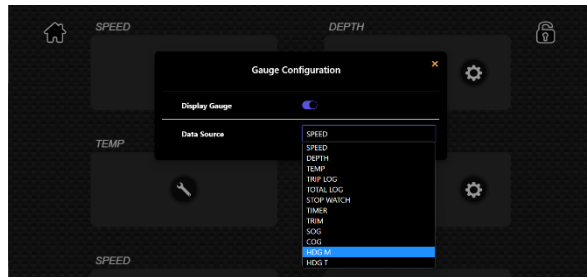 SPEED
DEPTH
Gauge Configuration
×
Display Gauge
Data Source
SPEED
SPEED
DEPTH
TEMP
TRIP LOG
TOTAL LOG
STOP WATCH
TIMER
TRIM
SOG
COG
HDG M
HDG T
TEMP
SPEED